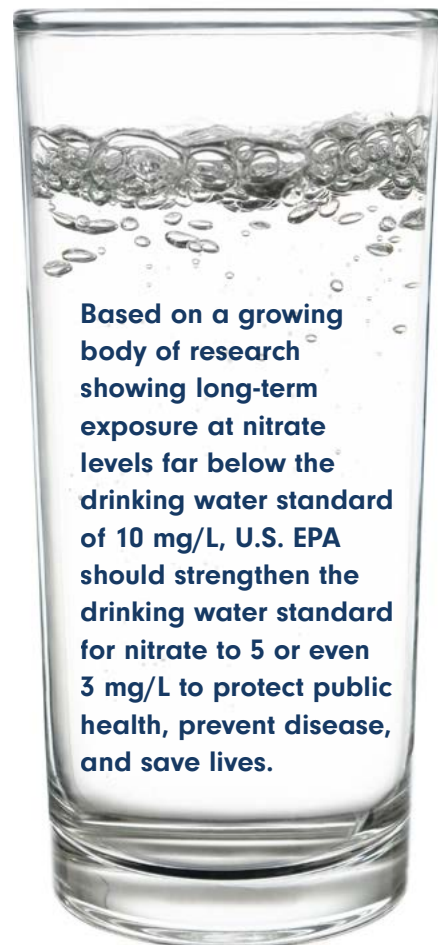 Based on a growing
body of research
showing long-term
exposure at nitrate
levels far below the
drinking water standard
of 10 mg/L, U.S. EPA
should strengthen the
drinking water standard
for nitrate to 5 or even
3 mg/L to protect public
health, prevent disease,
and save lives.